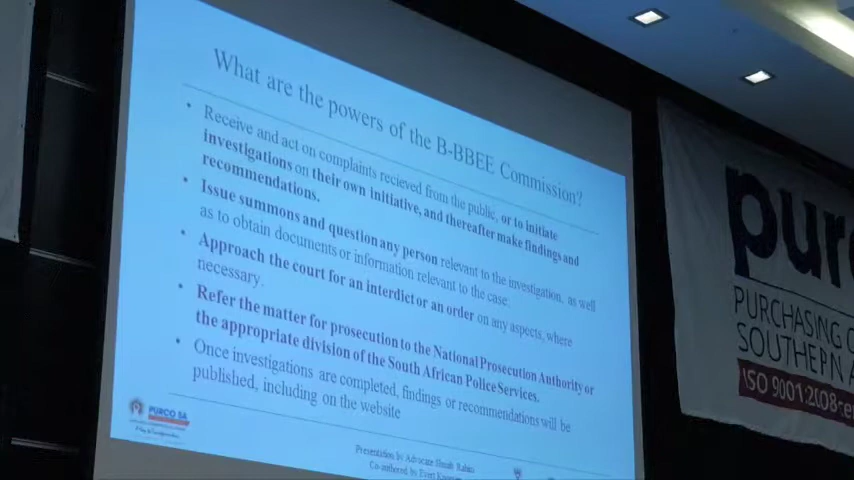 What are the powers of the B-BBEE Commission?
• Receive and act on complaints recieved from the public, or to initiate
investigations on their own initiative, and thereafter make findings and
recommendations.
• Issue summons and question any person relevant to the investigation, as well
as to obtain documents or information relevant to the case.
• Approach the court for an interdict or an order on any aspects, where
necessary.
• Refer the matter for prosecution to the National Prosecution Authority or
the appropriate division of the South African Police Services.
• Once investigations are completed, findings or recommendations will be
published, including on the website
PURCO SA
Presentation by Advocate
Co-authored by Evert
purc
PURCHASING
SOUTHERN A
ISO 9001:2008